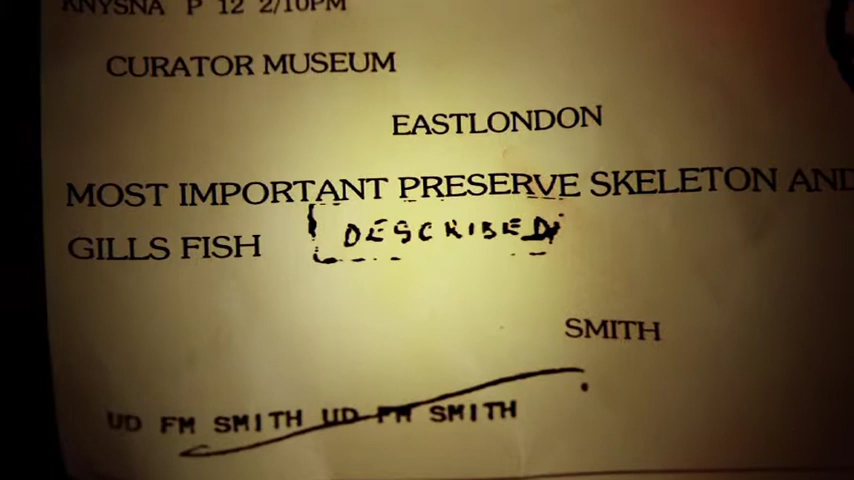 KNYSNA P 12 2/10PM
CURATOR MUSEUM
EASTLONDON
MOST IMPORTANT PRESERVE SKELETON AND
GILLS FISH DESCRIBED
SMITH
UD FM SMITH UD FM SMITH